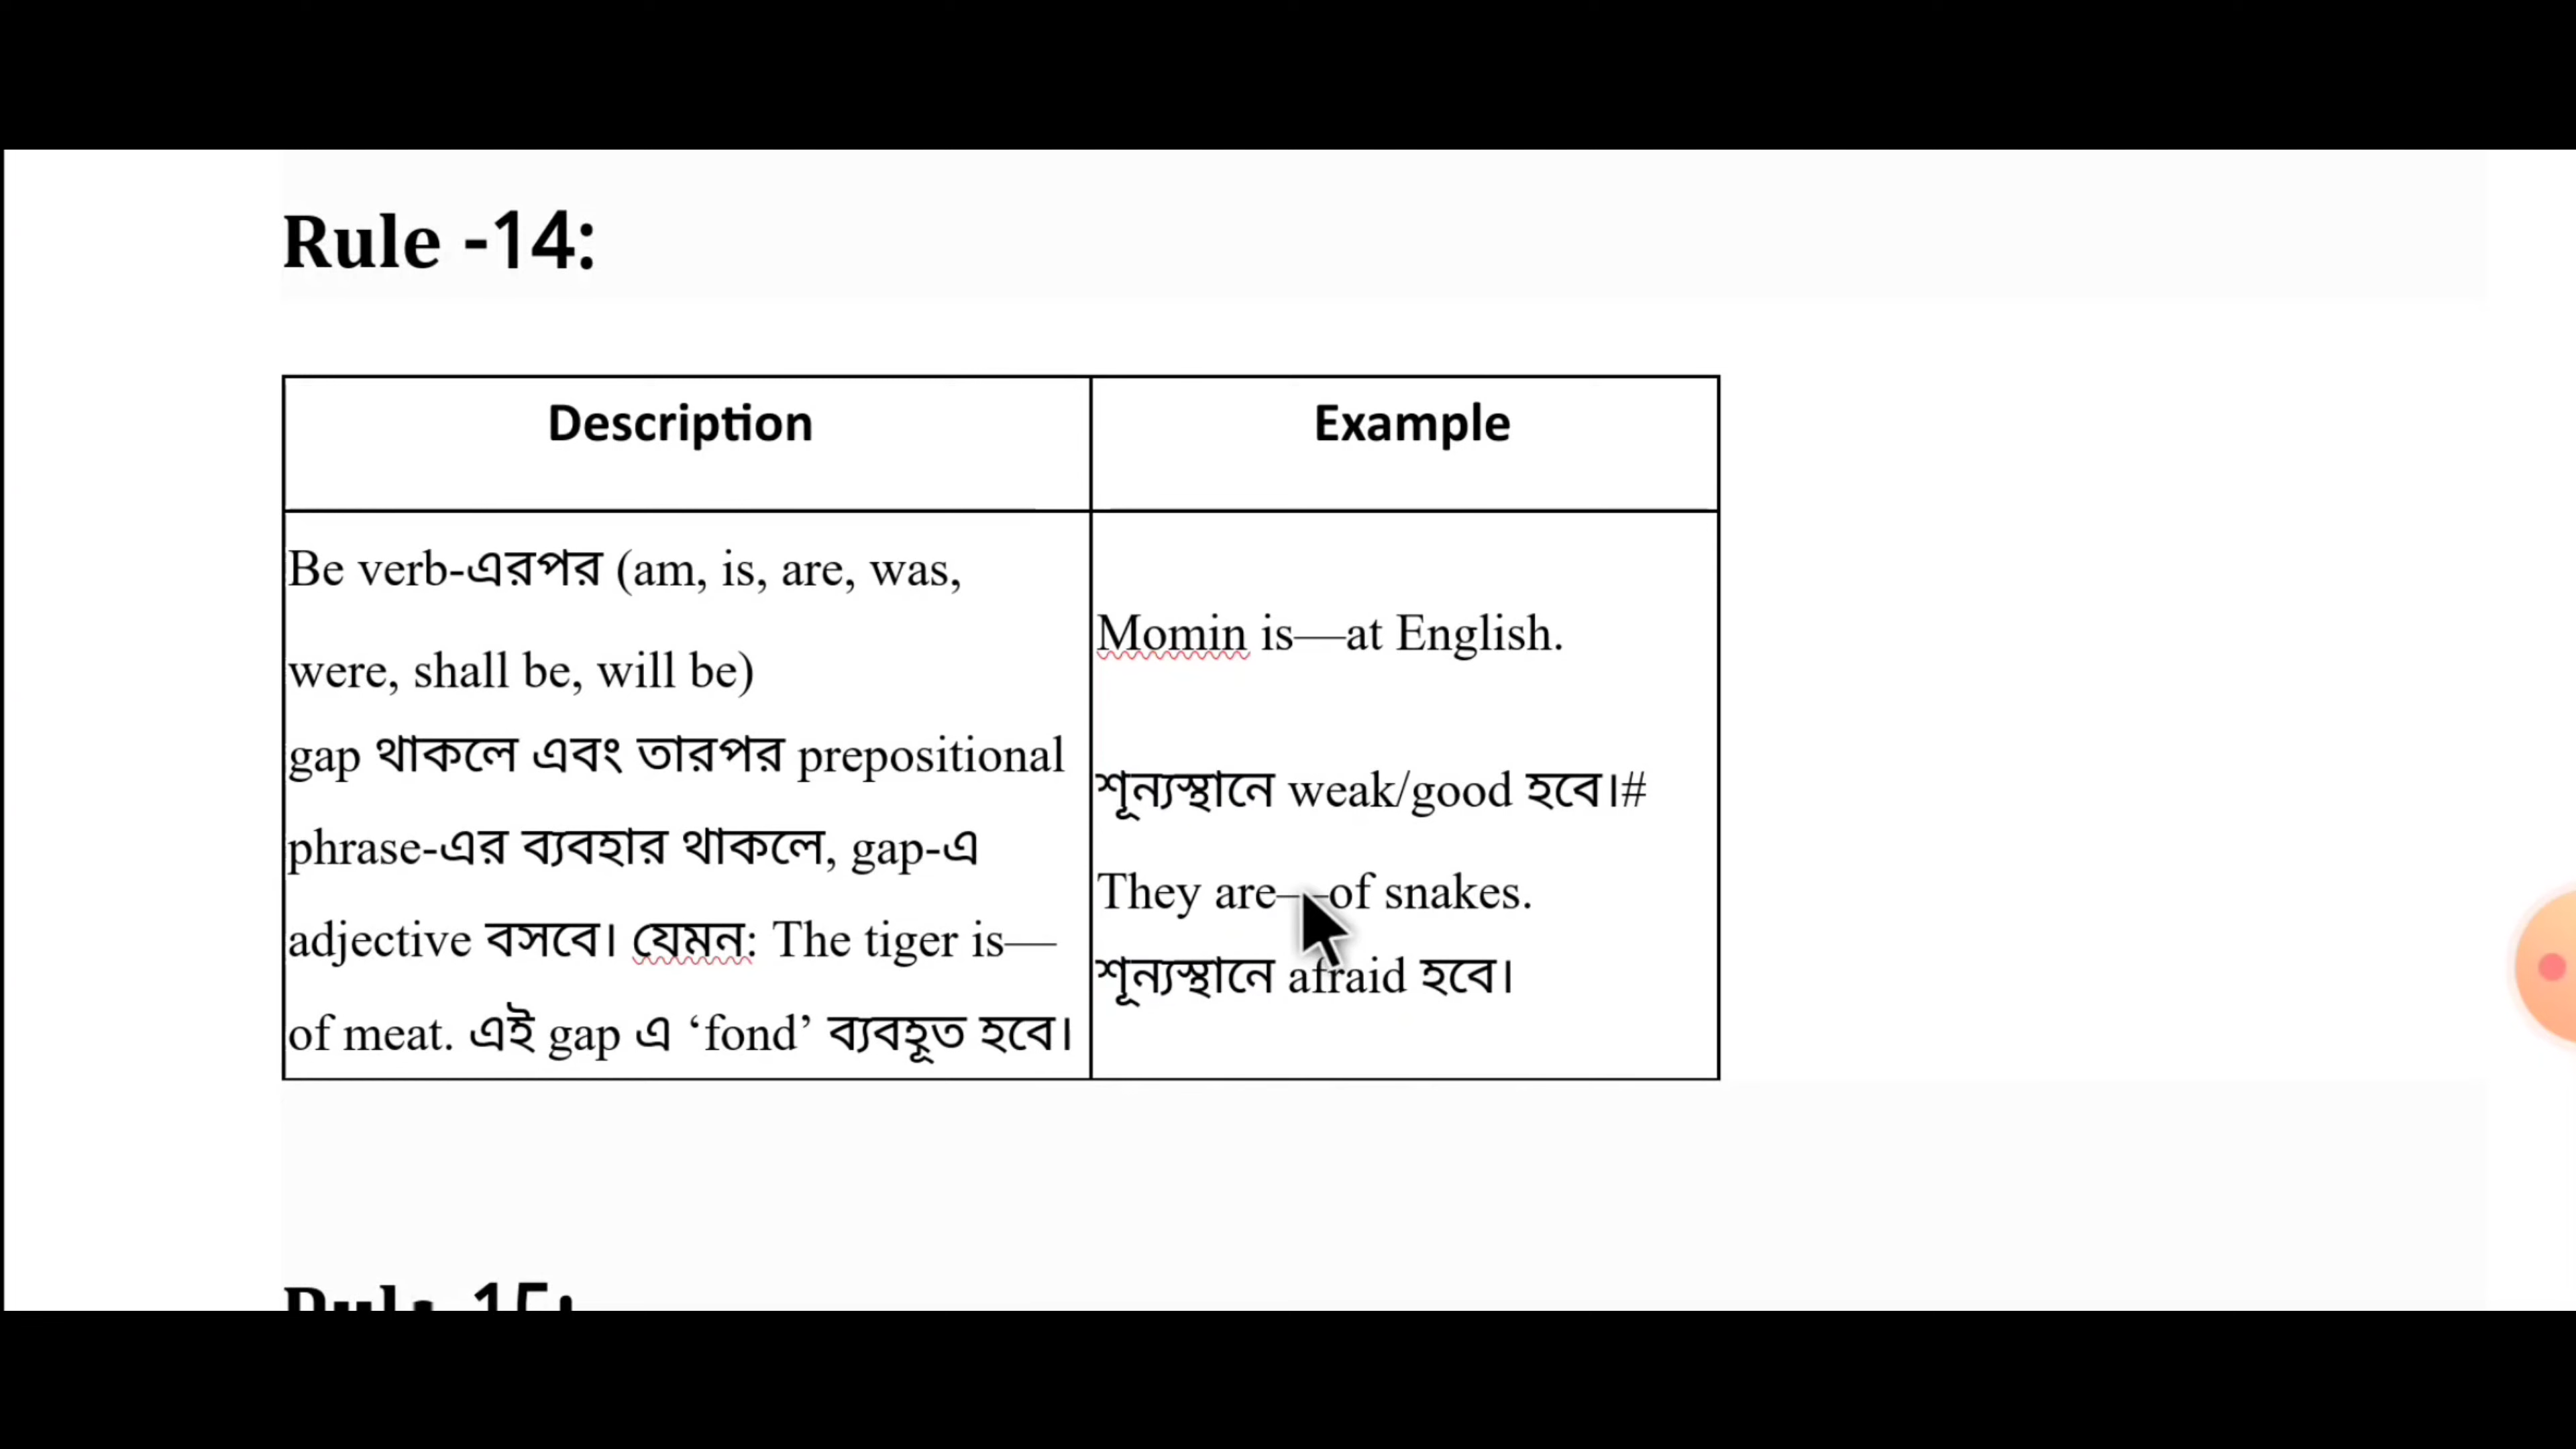 Rule -14:
Description
Example
Be verb-এরপর (am, is, are, was,
were, shall be, will be)
gap থাকলে এবং তারপর prepositional
phrase-এর ব্যবহার থাকলে, gap-এ
adjective বসবে। যেমন: The tiger is—
of meat. এই gap এ ‘fond’ ব্যবহূত হবে।
Momin is—at English.
শূন্যস্থানে weak/good হবে।#
They are—of snakes.
শূন্যস্থানে afraid হবে।
Rule 15: